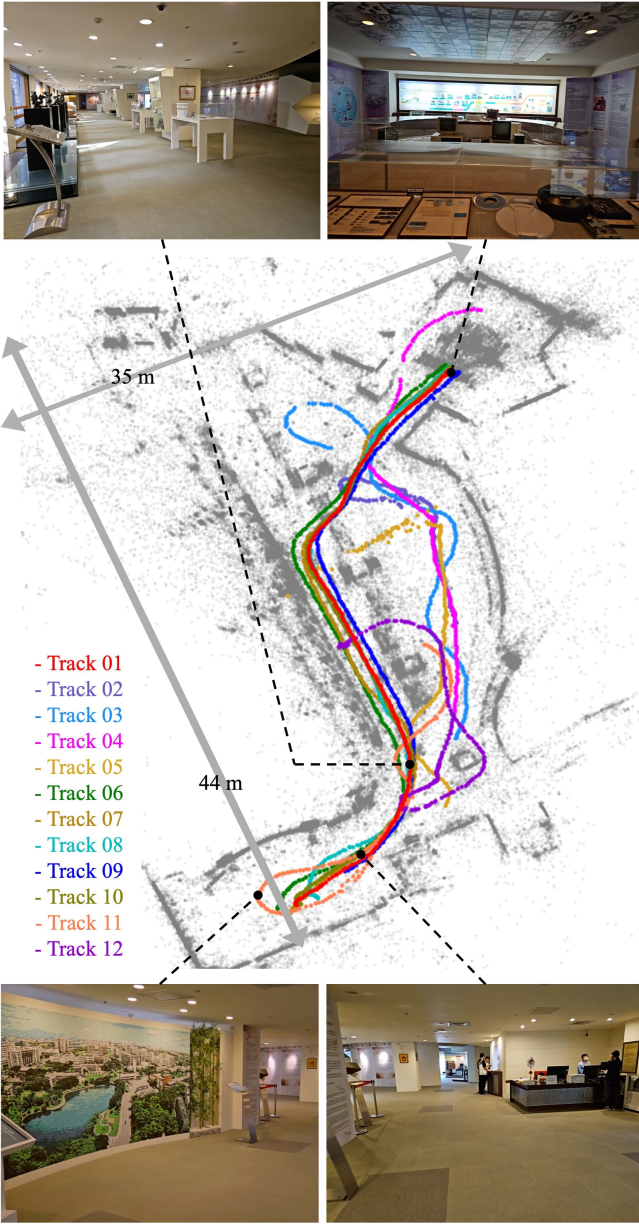 35 m
- Track 01
- Track 02
- Track 03
- Track 04
- Track 05
- Track 06
- Track 07
- Track 08
- Track 09
- Track 10
- Track 11
- Track 12
44 m